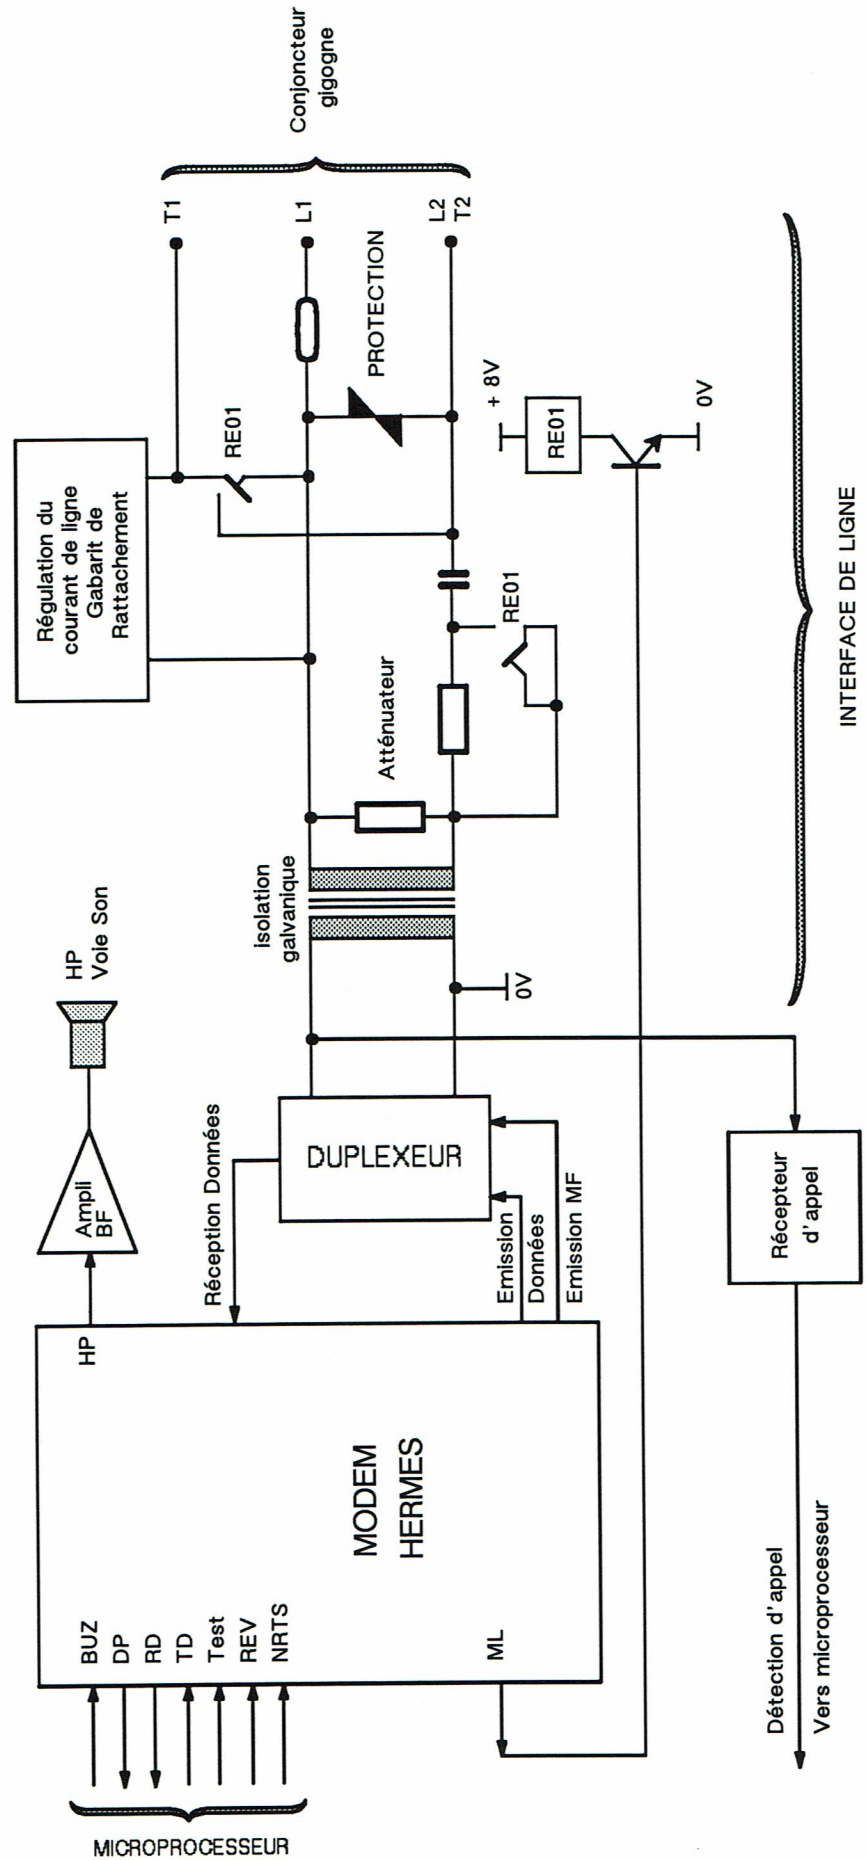 MICROPROCESSEUR
BUZ
DP
RD
TD
Test
REV
NRTS
ML
HP
MODEM
HERMES
Ampli
BF
HP
Voie Son
Réception Données
Emission
Données
Emission MF
DUPLEXEUR
isolation
galvanique
0V
Atténuateur
Régulation du
courant de ligne
Gabarit de
Rattachement
RE01
RE01
PROTECTION
T1
L1
L2
T2
Conjoncteur
gigogne
+ 8V
RE01
0V
Récepteur
d'appel
Détection d'appel
Vers microprocesseur
INTERFACE DE LIGNE